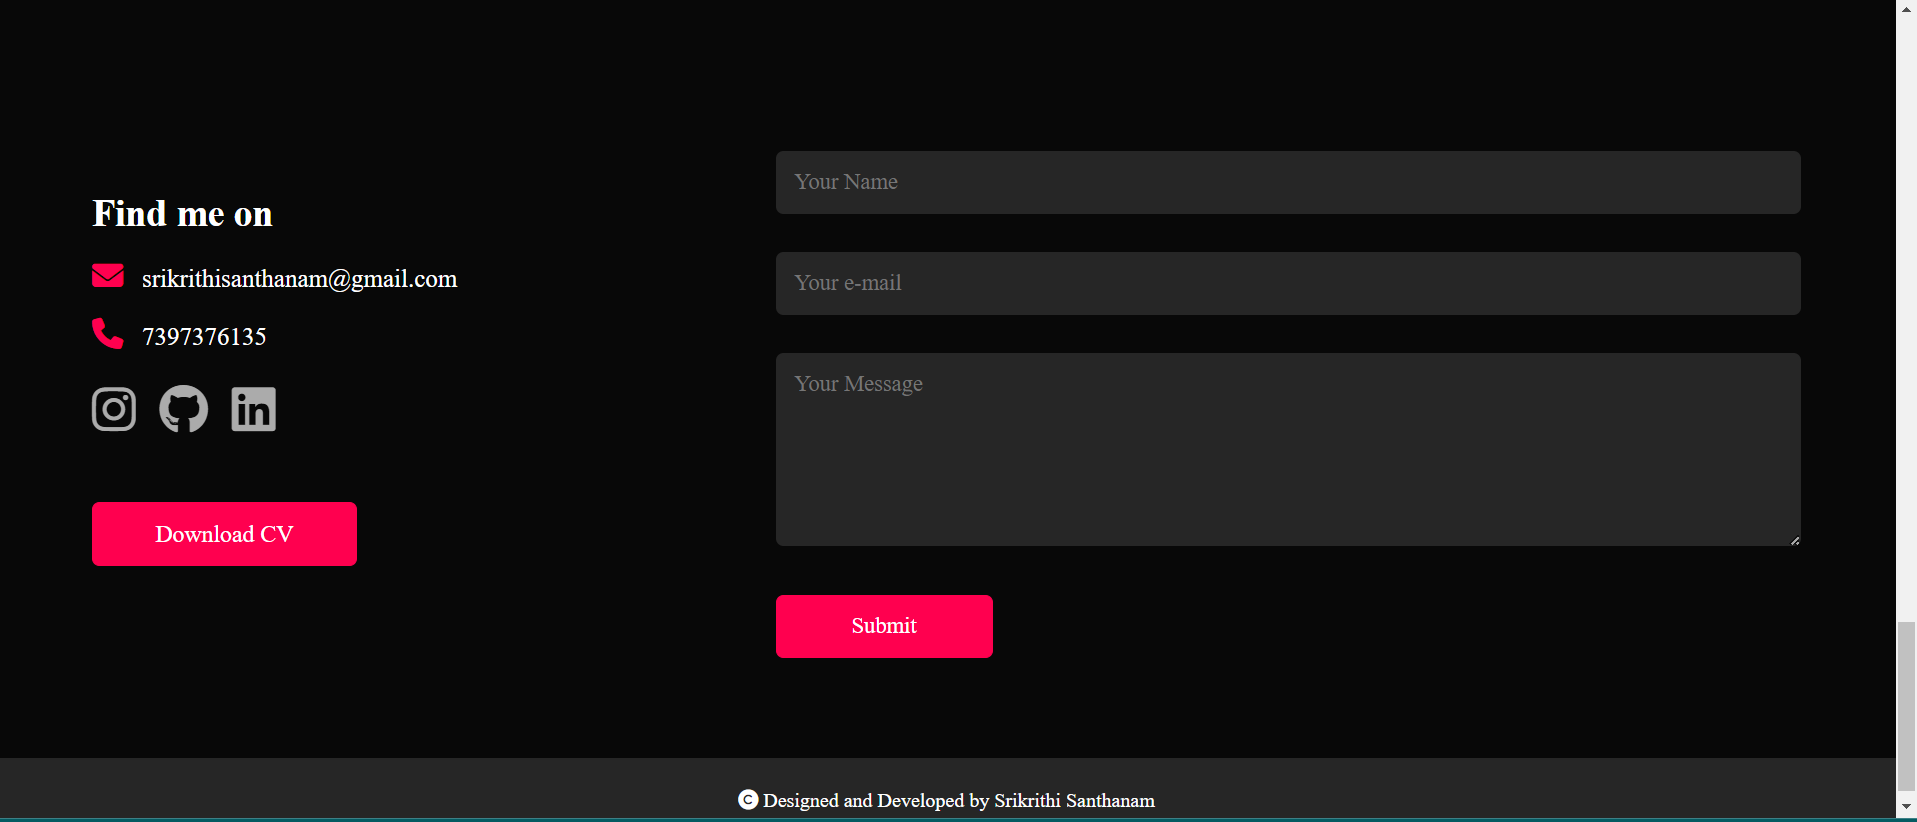 Find me on
srikrithisanthanam@gmail.com
7397376135
in
Download CV
Your Name
Your e-mail
Your Message
Submit
© Designed and Developed by Srikrithi Santhanam